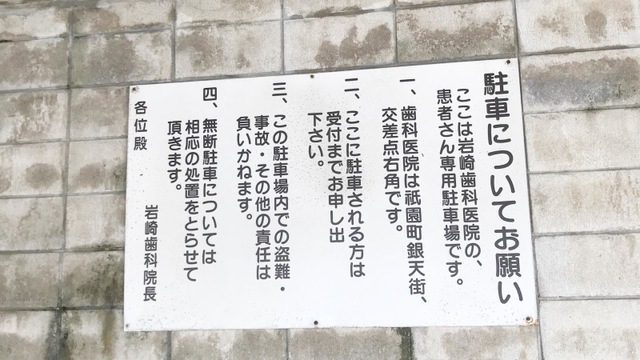 駐車についてお願い
ここは岩崎歯科医院の、
患者さん専用駐車場です。
一、歯科医院は祇園町銀天街、
交差点右角です。
二、ここに駐車される方は
受付までお申し出
下さい。
三、この駐車場内での盗難・
事故・その他の責任は
負いかねます。
四、無断駐車については
相応の処置をとらせて
頂きます。
岩崎歯科院長
各位殿